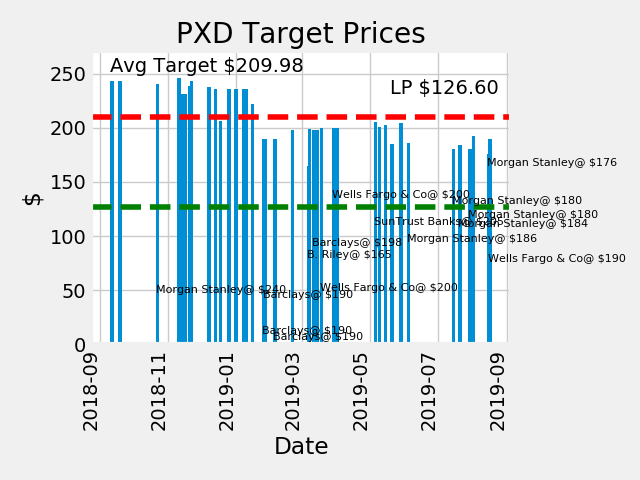 PXD Target Prices
Avg Target $209.98
LP $126.60
250
200
150
100
50
0
$
Morgan Stanley@ $176
Wells Fargo & Co@ $200
Morgan Stanley@ $180
Morgan Stanley@ $180
SunTrust Banks@
Morgan Stanley@ $184
Morgan Stanley@ $186
Barclays@ $198
B. Riley@ $165
Wells Fargo & Co@ $190
Morgan Stanley@ $240
Wells Fargo & Co@ $200
Barclays@ $190
Barclays@ $190
Barclays@ $190
2018-09
2018-11
2019-01
2019-03
2019-05
2019-07
2019-09
Date